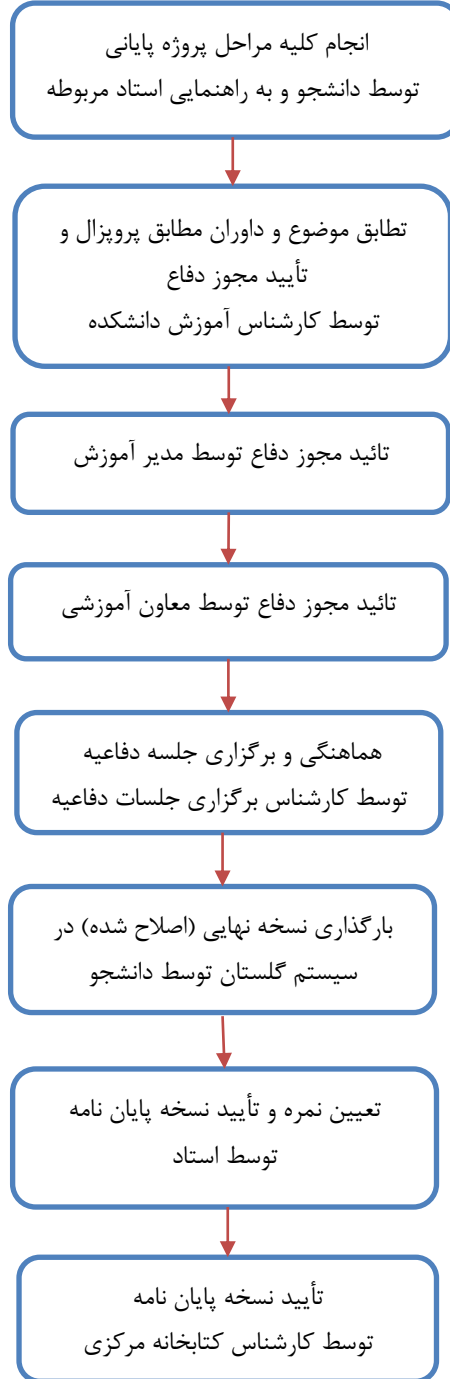 انجام کلیه مراحل پروژه پایانی
توسط دانشجو و به راهنمایی استاد مربوطه
تطابق موضوع و داوران مطابق پروپزال و
تأیید مجوز دفاع
توسط کارشناس آموزش دانشکده
تائید مجوز دفاع توسط مدیر آموزش
تائید مجوز دفاع توسط معاون آموزشی
هماهنگی و برگزاری جلسه دفاعیه
توسط کارشناس برگزاری جلسات دفاعیه
بارگذاری نسخه نهایی (اصلاح شده) در
سیستم گلستان توسط دانشجو
تعیین نمره و تأیید نسخه پایان نامه
توسط استاد
تأیید نسخه پایان نامه
توسط کارشناس کتابخانه مرکزی